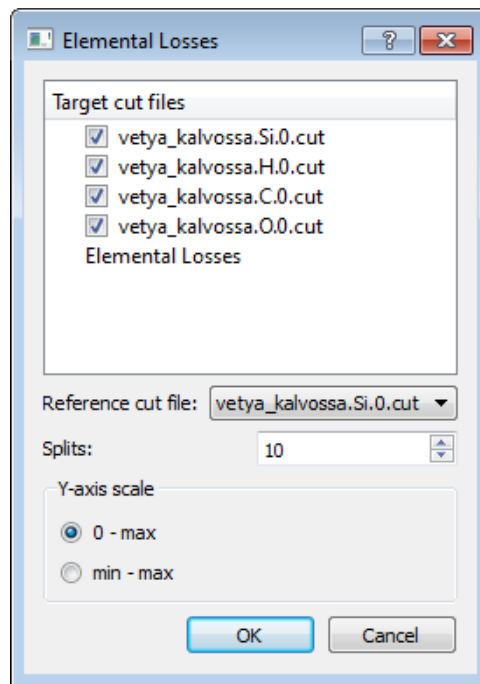 Elemental Losses
Target cut files
vetya_kalvossa.Si.0.cut
vetya_kalvossa.H.0.cut
vetya_kalvossa.C.0.cut
vetya_kalvossa.O.0.cut
Elemental Losses
Reference cut file: vetya_kalvossa.Si.0.cut
Splits: 10
Y-axis scale
0 - max
min - max
OK Cancel